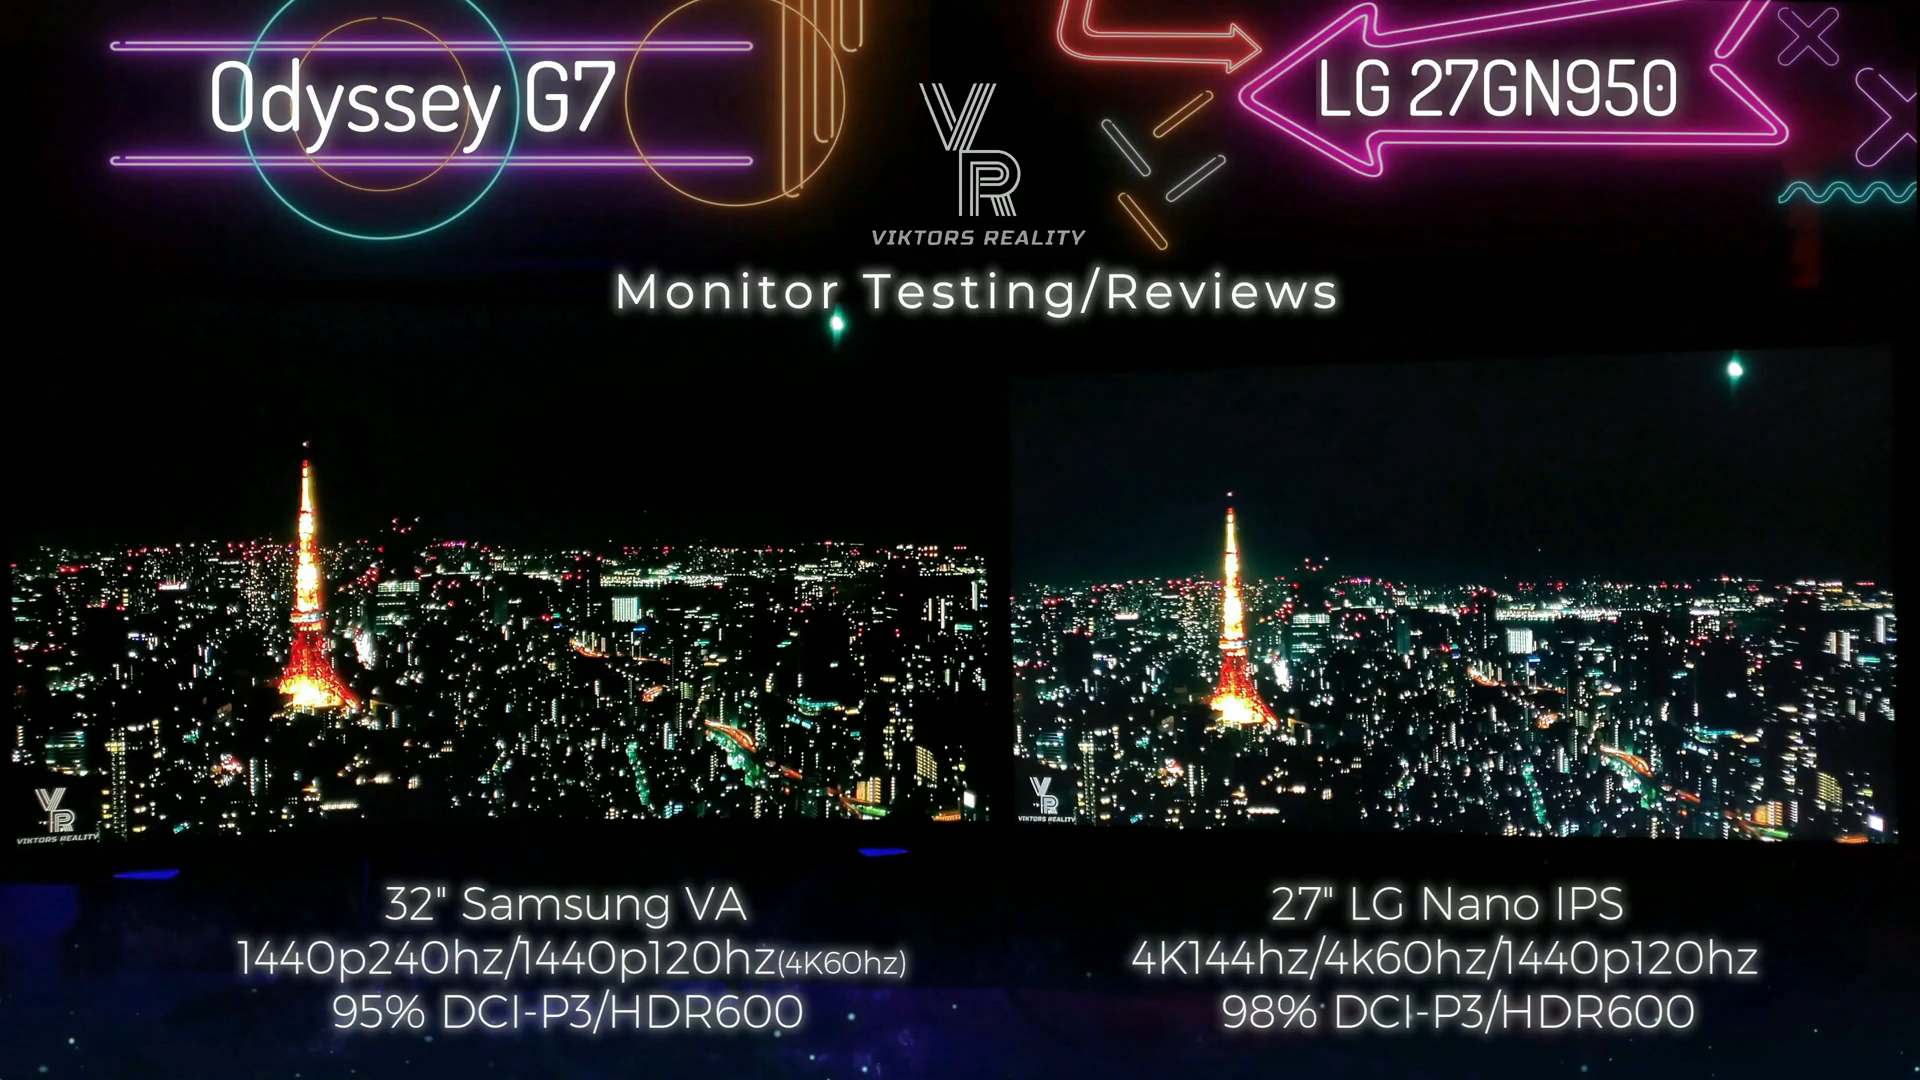 Odyssey G7
LG 27GN950
VR
VIKTORS REALITY
Monitor Testing/Reviews
VR
VIKTORS REALITY
VR
VIKTORS REALITY
32" Samsung VA
1440p240hz/1440p120hz(4K60hz)
95% DCI-P3/HDR600
27" LG Nano IPS
4K144hz/4k60hz/1440p120hz
98% DCI-P3/HDR600